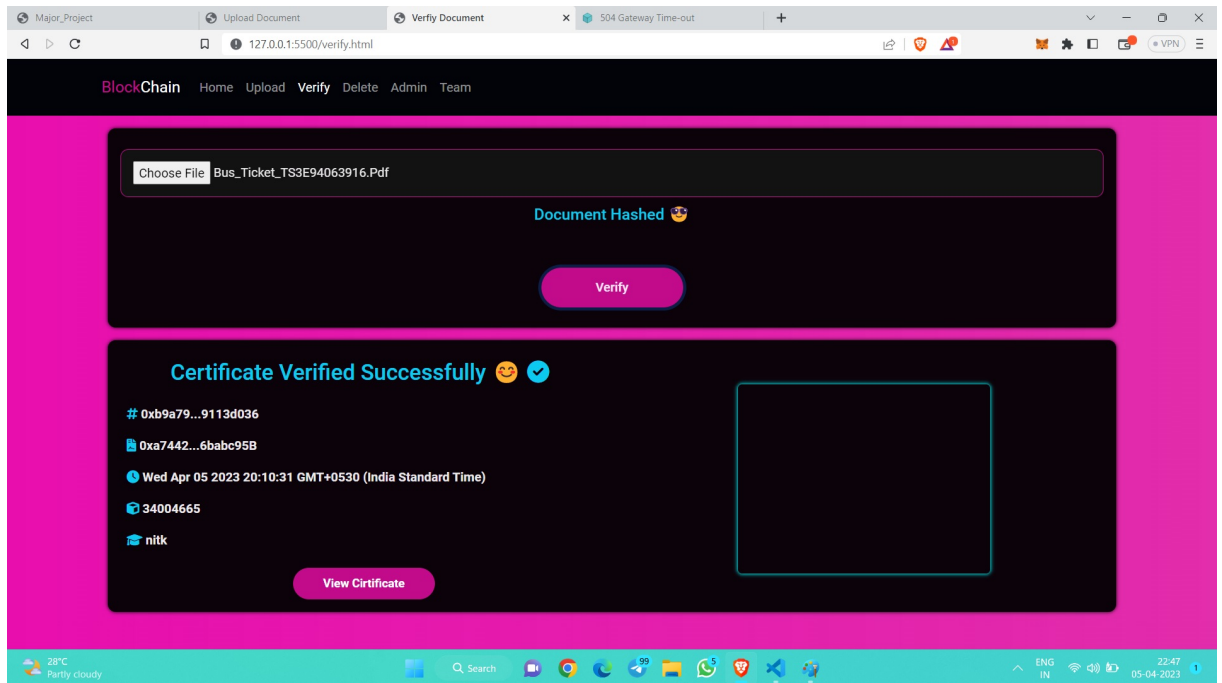 Major_Project
Upload Document
Verfiy Document
504 Gateway Time-out
127.0.0.1:5500/verify.html
VPN
BlockChain Home Upload Verify Delete Admin Team
Choose File Bus_Ticket_TS3E94063916.Pdf
Document Hashed
Verify
Certificate Verified Successfully
# 0xb9a79...9113d036
0xa7442...6babc95B
Wed Apr 05 2023 20:10:31 GMT+0530 (India Standard Time)
34004665
nitk
View Cirtificate
28°C
Partly cloudy
Search
99
5
ENG
IN
22:47
05-04-2023
1